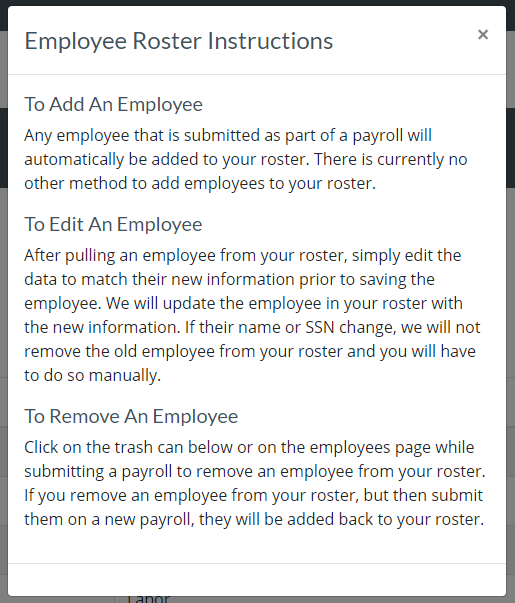 Employee Roster Instructions
×
To Add An Employee
Any employee that is submitted as part of a payroll will
automatically be added to your roster. There is currently no
other method to add employees to your roster.
To Edit An Employee
After pulling an employee from your roster, simply edit the
data to match their new information prior to saving the
employee. We will update the employee in your roster with
the new information. If their name or SSN change, we will not
remove the old employee from your roster and you will have
to do so manually.
To Remove An Employee
Click on the trash can below or on the employees page while
submitting a payroll to remove an employee from your roster.
If you remove an employee from your roster, but then submit
them on a new payroll, they will be added back to your roster.
Labor